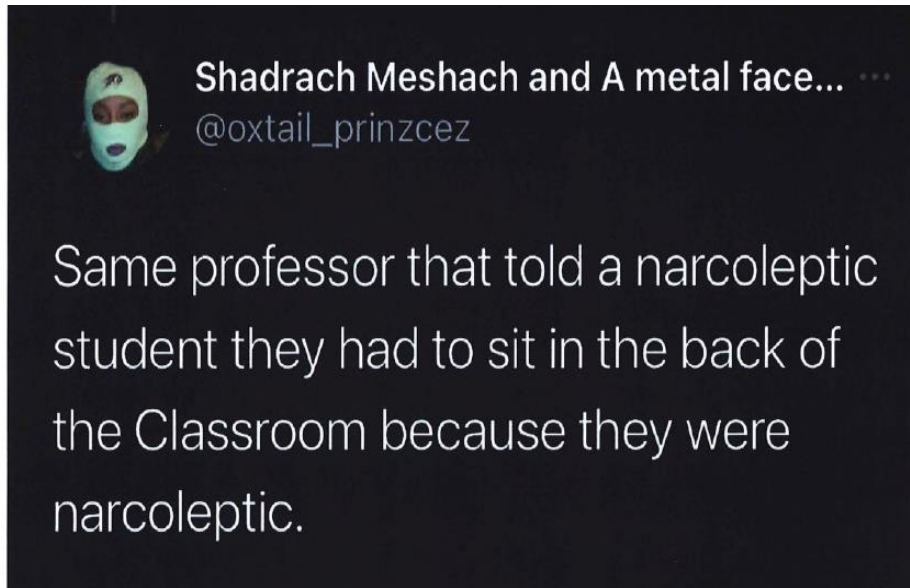 Shadrach Meshach and A metal face...
@oxtail_prinzcez
Same professor that told a narcoleptic
student they had to sit in the back of
the Classroom because they were
narcoleptic.